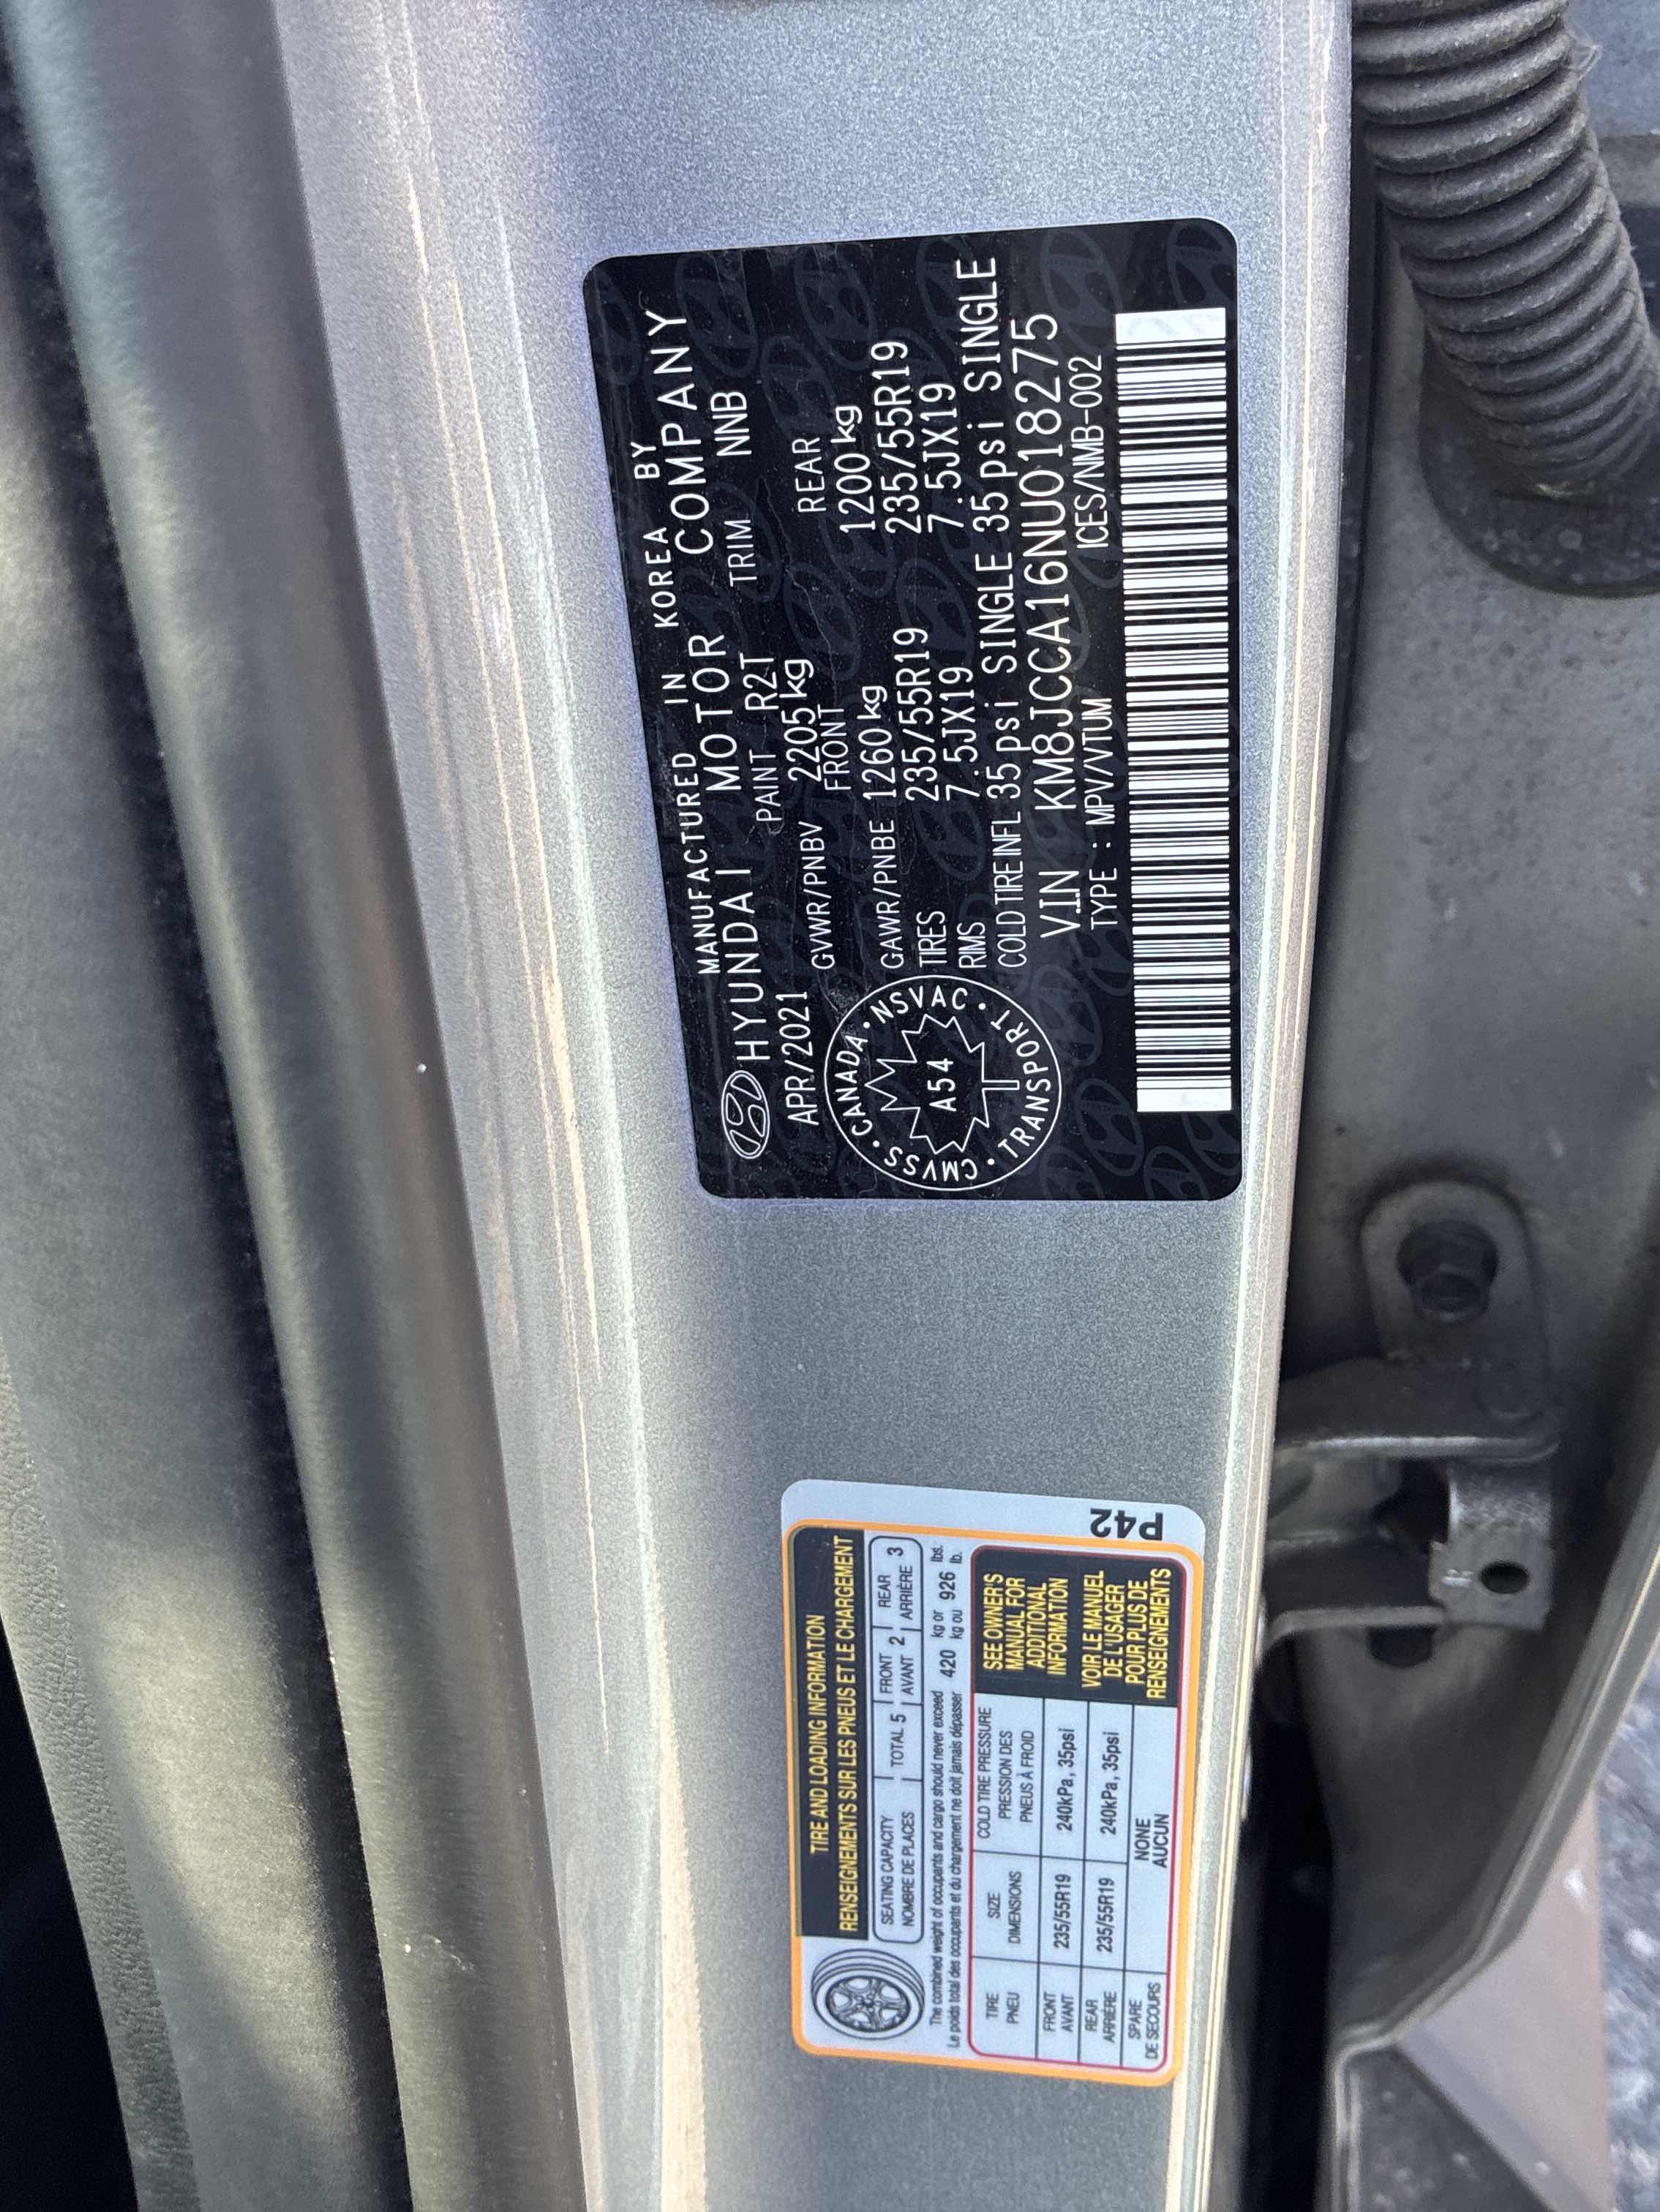 MANUFACTURED IN KOREA BY
HYUNDAI MOTOR COMPANY
APR/2021 PAINT R2T TRIM NNB
GVWR/PNBV 2205 kg
FRONT REAR
GAWR/PNBE 1260 kg 1200 kg
TIRES 235/55R19 235/55R19
RIMS 7.5JX19 7.5JX19
COLD TIRE INFL 35 psi SINGLE 35 psi SINGLE
V.I.N KM8JCCA16NU018275
TYPE : MPV/VTUM ICES/NMB-002
CANADA · NSVAC · TRANSPORT · CMVSS ·
A54
TIRE AND LOADING INFORMATION
RENSEIGNEMENTS SUR LES PNEUS ET LE CHARGEMENT
SEATING CAPACITY
NOMBRE DE PLACES
TOTAL 5
FRONT
AVANT 2
REAR
ARRIÈRE 3
The combined weight of occupants and cargo should never exceed 420 kg or 926 lbs.
Le poids total des occupants et du chargement ne doit jamais dépasser kg ou lb.
TIRE
PNEU
SIZE
DIMENSIONS
COLD TIRE PRESSURE
PRESSION DES
PNEUS À FROID
FRONT
AVANT
235/55R19
240kPa, 35psi
REAR
ARRIÈRE
235/55R19
240kPa, 35psi
SPARE
DE SECOURS
NONE
AUCUN
SEE OWNER'S
MANUAL FOR
ADDITIONAL
INFORMATION
VOIR LE MANUEL
DE L'USAGER
POUR PLUS DE
RENSEIGNEMENTS
P42